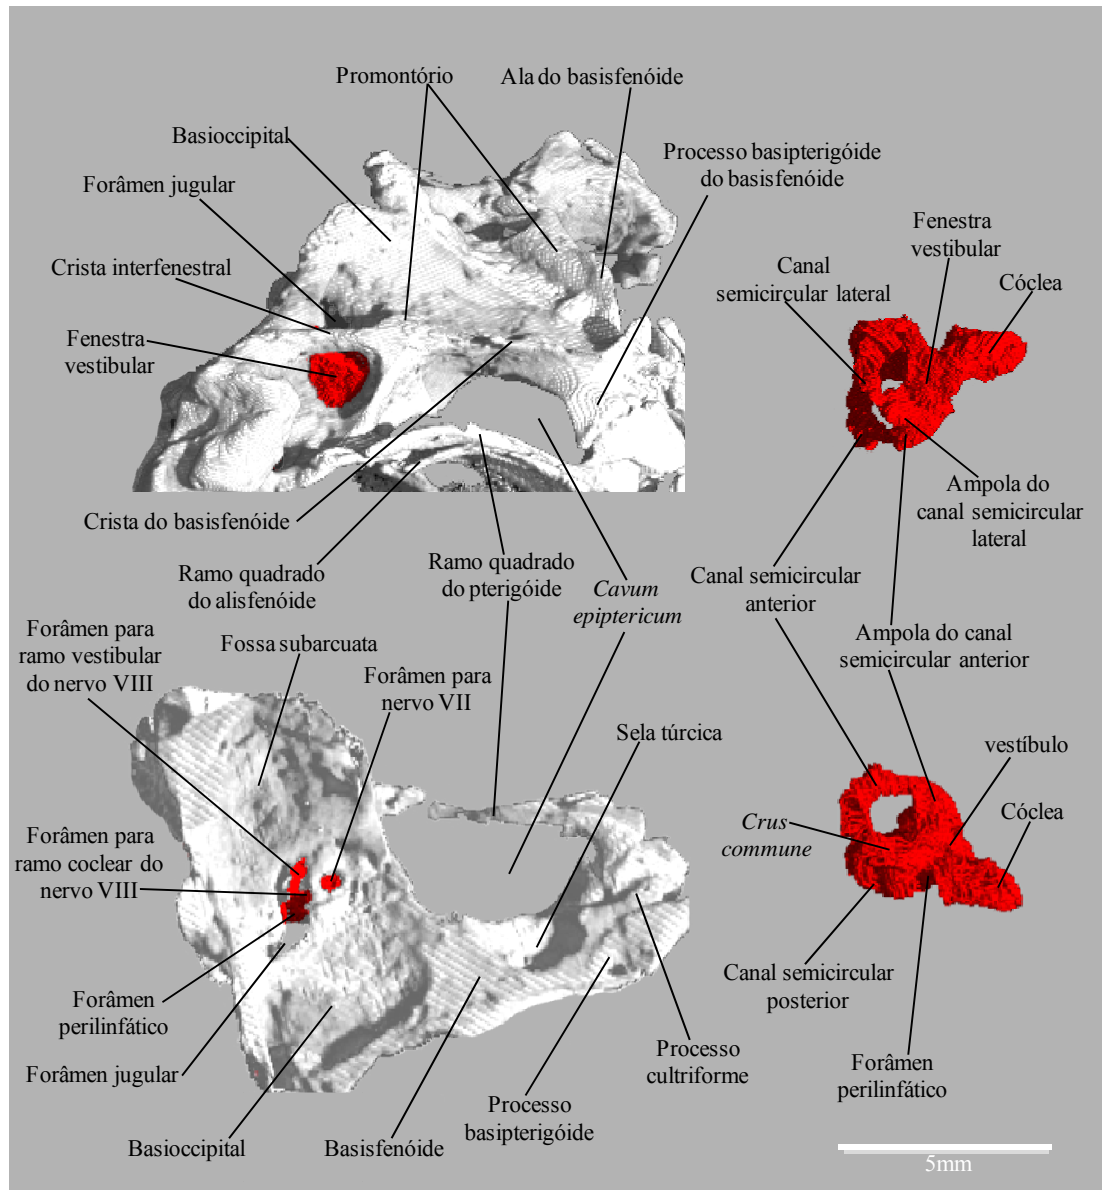 Promontório
Ala do basisfenóide
Basioccipital
Processo basipterigóide
do basisfenóide
Forâmen jugular
Fenestra
vestibular
Crista interfenestral
Canal
semicircular lateral
Cóclea
Fenestra
vestibular
Ampola do
canal semicircular
lateral
Crista do basisfenóide
Ramo quadrado
do alisfenóide
Ramo quadrado
do pterigóide
Cavum
epiptericum
Canal semicircular
anterior
Forâmen para
ramo vestibular
do nervo VIII
Fossa subarcuata
Forâmen para
nervo VII
Ampola do canal
semicircular anterior
Sela túrcica
vestíbulo
Crus
commune
Cóclea
Forâmen para
ramo coclear do
nervo VIII
Canal semicircular
posterior
Forâmen
perilinfático
Forâmen jugular
Processo
cultriforme
Forâmen
perilinfático
Processo
basipterigóide
Basioccipital
Basisfenóide
5mm